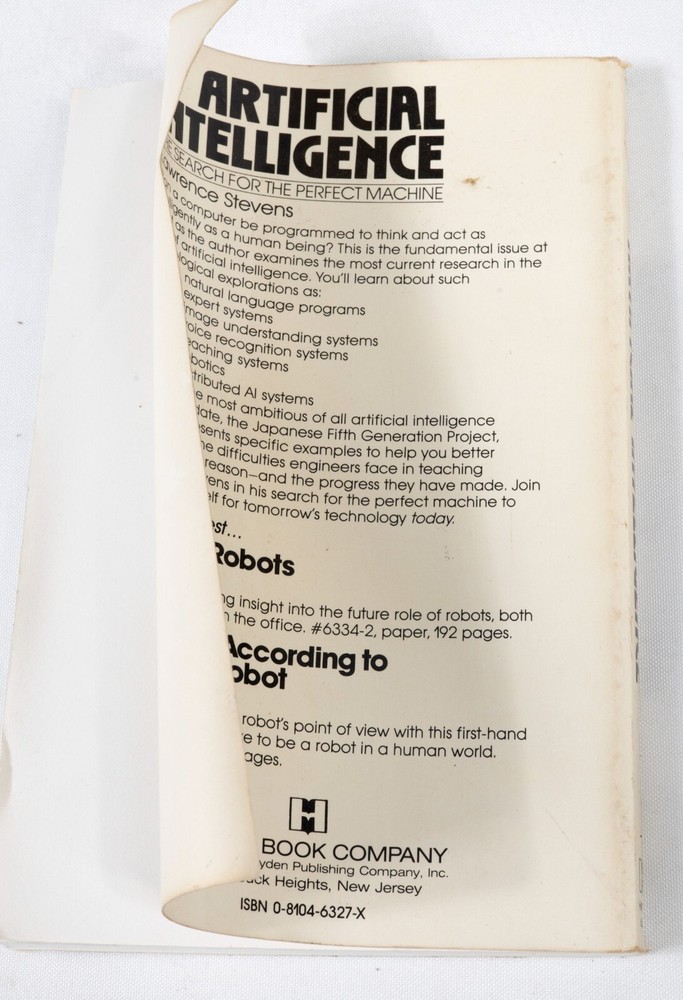 ARTIFICIAL
NTELLIGENCE
E SEARCH FOR THE PERFECT MACHINE
awrence Stevens
n a computer be programmed to think and act as
igently as a human being? This is the fundamental issue at
as the author examines the most current research in the
f artificial intelligence. You'll learn about such
logical explorations as:
natural language programs
expert systems
mage understanding systems
oice recognition systems
eaching systems
botics
tributed AI systems
e most ambitious of all artificial intelligence
date, the Japanese Fifth Generation Project,
sents specific examples to help you better
he difficulties engineers face in teaching
reason—and the progress they have made. Join
vens in his search for the perfect machine to
elf for tomorrow's technology today.
est...
Robots
ng insight into the future role of robots, both
n the office. #6334-2, paper, 192 pages.
According to
obot
robot's point of view with this first-hand
e to be a robot in a human world.
ages.
BOOK COMPANY
yden Publishing Company, Inc.
Heights, New Jersey
ISBN 0-8104-6327-X